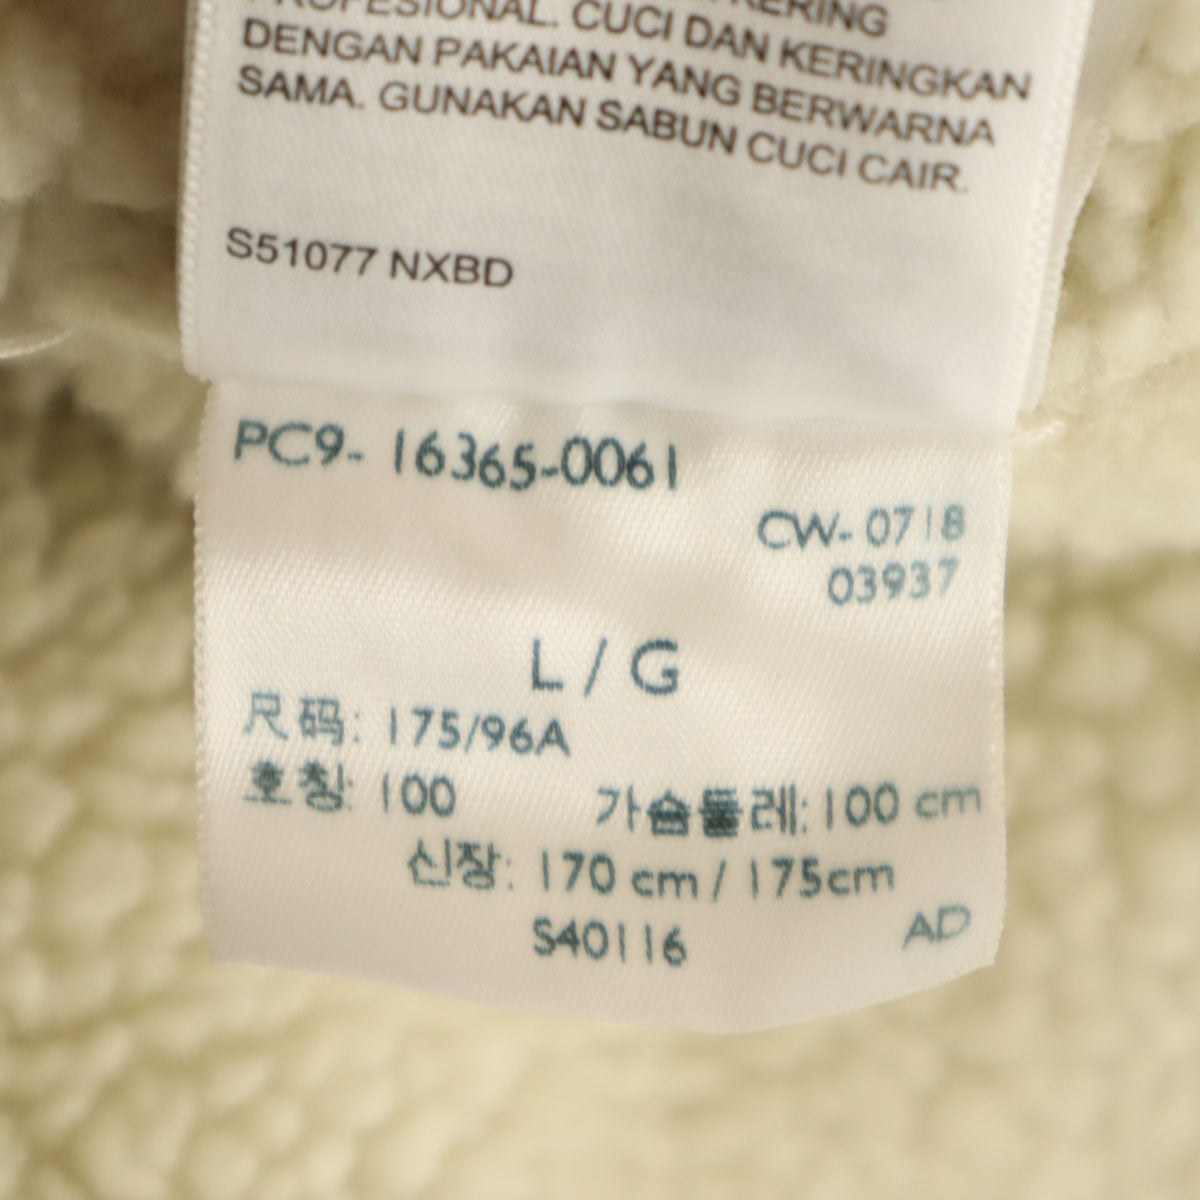 KERING
PROFESIONAL. CUCI DAN KERINGKAN
DENGAN PAKAIAN YANG BERWARNA
SAMA. GUNAKAN SABUN CUCI CAIR.
S51077 NXBD
PC9- 16365-0061
CW- 0718
03937
L / G
尺码: 175/96A
호칭: 100 가슴둘레: 100 cm
신장: 170 cm / 175cm
S40116 AD